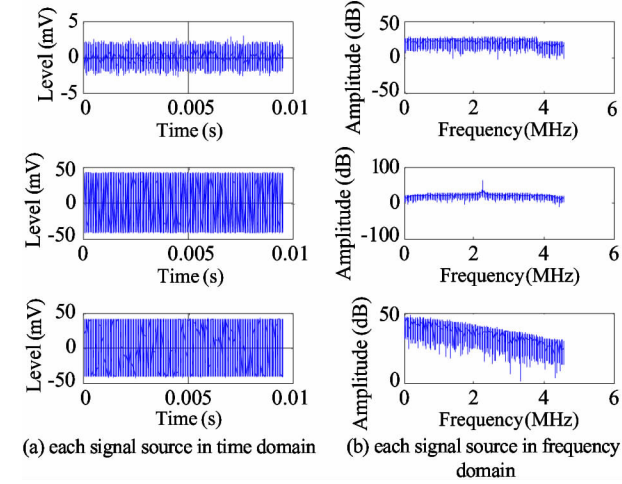 5
0
-5
Level (mV)
0 0.005 0.01
Time (s)
50
0
-50
Amplitude (dB)
0 2 4 6
Frequency(MHz)
50
0
-50
Level (mV)
0 0.005 0.01
Time (s)
100
0
-100
Amplitude (dB)
0 2 4 6
Frequency(MHz)
50
0
-50
Level (mV)
0 0.005 0.01
Time (s)
50
0
Amplitude (dB)
0 2 4 6
Frequency(MHz)
(a) each signal source in time domain
(b) each signal source in frequency
domain